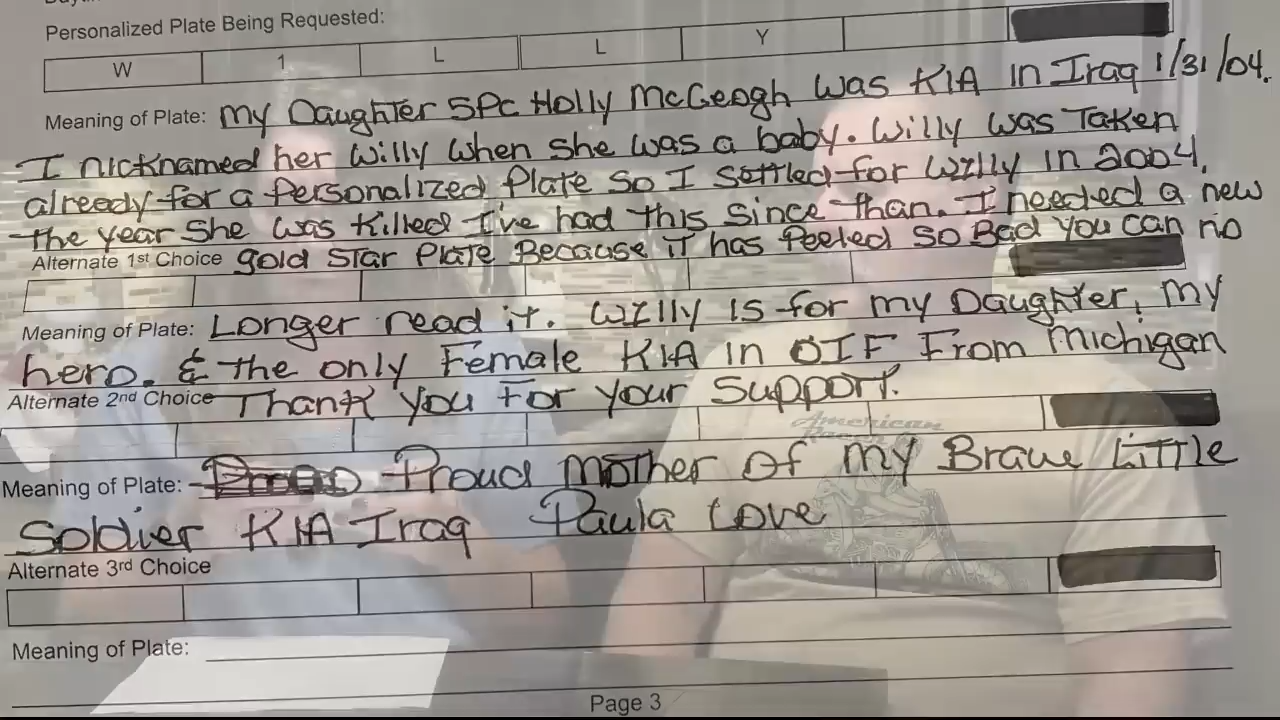 Personalized Plate Being Requested:
W 1 L L Y
Meaning of Plate: My Daughter SPC Holly McGeogh was KIA in Iraq 1/31/04.
I nicknamed her Willy when she was a baby. Willy was Taken
already for a Personalized Plate so I settled for W1lly in 2004,
the year she was killed I've had this since than. I needed a new
Alternate 1st Choice gold star Plate Because it has Peeled so Bad you can no
Meaning of Plate: Longer read it. W1lly is for my Daughter, my
hero. & the only Female KIA in OIF From Michigan
Alternate 2nd Choice Thank you For your Support.
Meaning of Plate: Proud Mother Of My Brave Little
Soldier KIA Iraq Paula Love
American
Alternate 3rd Choice
Meaning of Plate:
Page 3